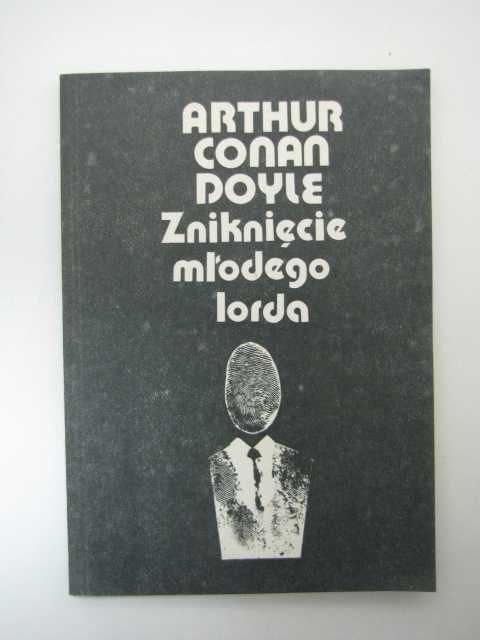 ARTHUR
CONAN
DOYLE
Zniknięcie
młodego
lorda